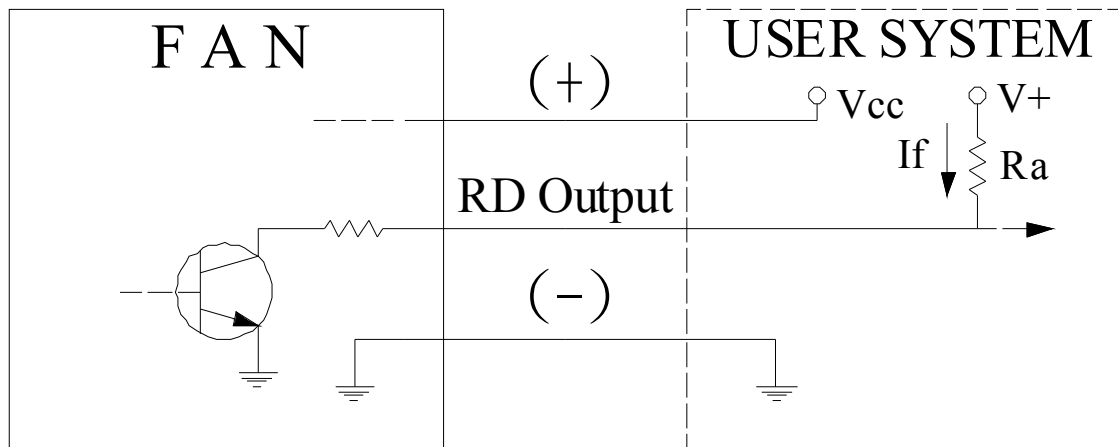 F A N
USER SYSTEM
(+)
Vcc
V+
If
Ra
RD Output
(-)